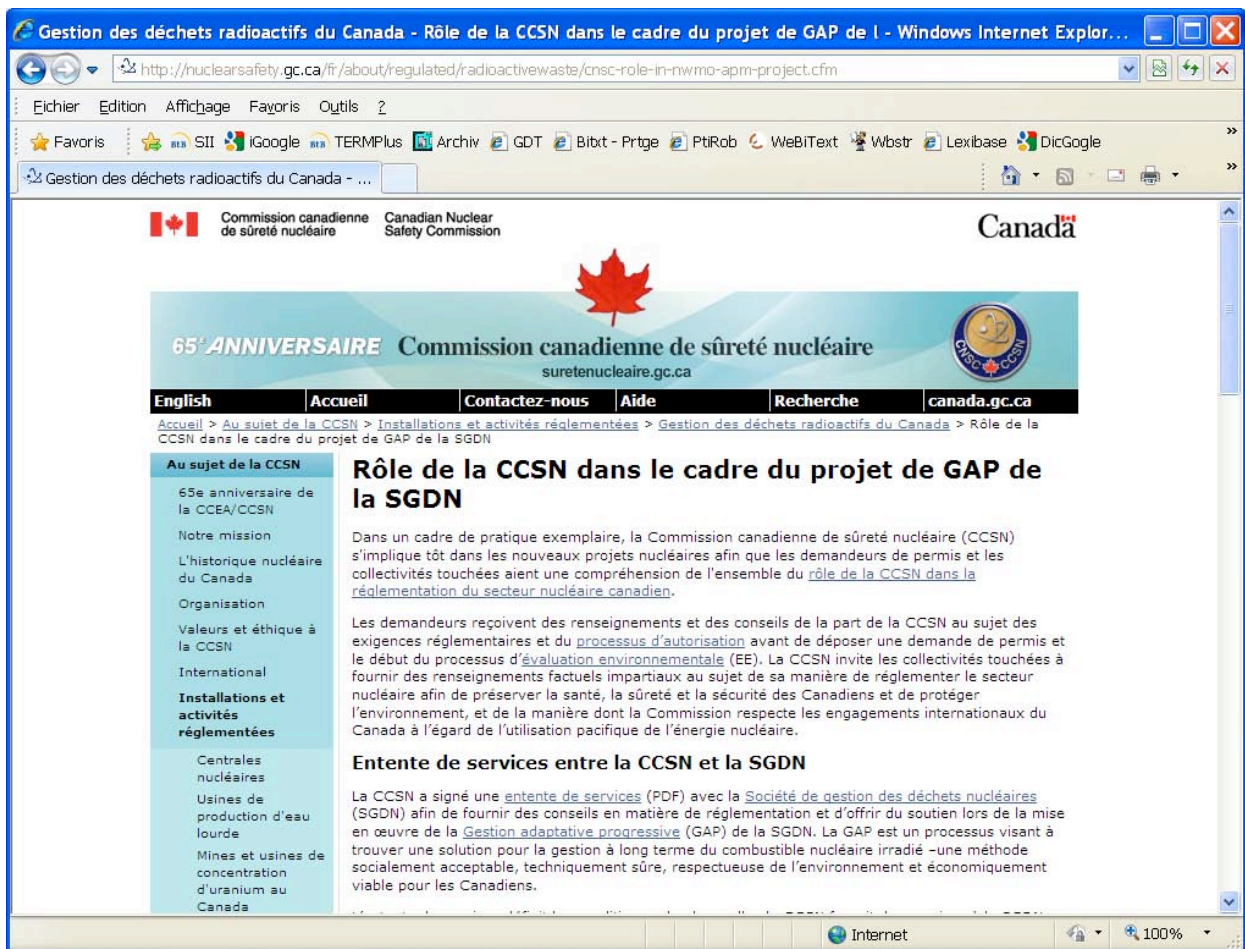 Gestion des déchets radioactifs du Canada - Rôle de la CCSN dans le cadre du projet de GAP de l - Windows Internet Explor...
http://nuclearsafety.gc.ca/fr/about/regulated/radioactivewaste/cnsc-role-in-nwmo-apm-project.cfm
Eichier Edition Affichage Favoris Outils ?
Favoris SII iGoogle TERMPlus Archiv GDT Bitxt - Prtge PtiRob WeBiText Wbstr Lexibase DicGogle »
Gestion des déchets radioactifs du Canada - ... »
Commission canadienne Canadian Nuclear
de sûreté nucléaire Safety Commission
Canada
65e ANNIVERSAIRE Commission canadienne de sûreté nucléaire
suretenucleaire.gc.ca
CNSC CCSN
English Accueil Contactez-nous Aide Recherche canada.gc.ca
Accueil > Au sujet de la CCSN > Installations et activités réglementées > Gestion des déchets radioactifs du Canada > Rôle de la
CCSN dans le cadre du projet de GAP de la SGDN
Au sujet de la CCSN
65e anniversaire de
la CCEA/CCSN
Notre mission
L'historique nucléaire
du Canada
Organisation
Valeurs et éthique à
la CCSN
International
Installations et
activités
réglementées
Centrales
nucléaires
Usines de
production d'eau
lourde
Mines et usines de
concentration
d'uranium au
Canada
Rôle de la CCSN dans le cadre du projet de GAP de
la SGDN
Dans un cadre de pratique exemplaire, la Commission canadienne de sûreté nucléaire (CCSN)
s'implique tôt dans les nouveaux projets nucléaires afin que les demandeurs de permis et les
collectivités touchées aient une compréhension de l'ensemble du rôle de la CCSN dans la
réglementation du secteur nucléaire canadien.
Les demandeurs reçoivent des renseignements et des conseils de la part de la CCSN au sujet des
exigences réglementaires et du processus d'autorisation avant de déposer une demande de permis et
le début du processus d'évaluation environnementale (EE). La CCSN invite les collectivités touchées à
fournir des renseignements factuels impartiaux au sujet de sa manière de réglementer le secteur
nucléaire afin de préserver la santé, la sûreté et la sécurité des Canadiens et de protéger
l'environnement, et de la manière dont la Commission respecte les engagements internationaux du
Canada à l'égard de l'utilisation pacifique de l'énergie nucléaire.
Entente de services entre la CCSN et la SGDN
La CCSN a signé une entente de services (PDF) avec la Société de gestion des déchets nucléaires
(SGDN) afin de fournir des conseils en matière de réglementation et d'offrir du soutien lors de la mise
en œuvre de la Gestion adaptative progressive (GAP) de la SGDN. La GAP est un processus visant à
trouver une solution pour la gestion à long terme du combustible nucléaire irradié –une méthode
socialement acceptable, techniquement sûre, respectueuse de l'environnement et économiquement
viable pour les Canadiens.
Internet 100%